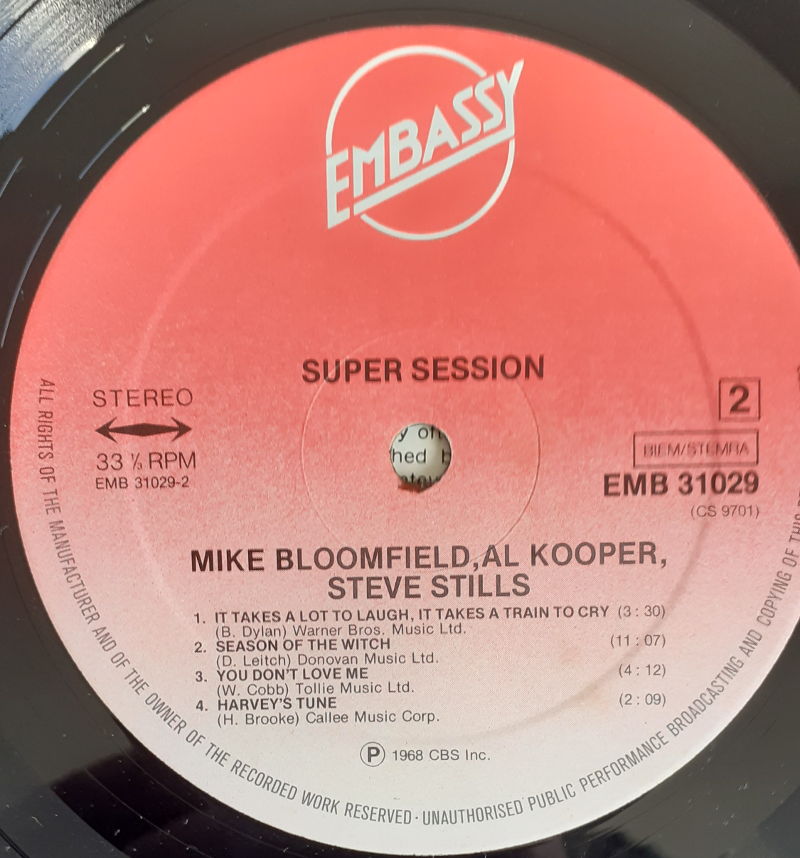 EMBASSY
SUPER SESSION
STEREO
33 ⅓ RPM
EMB 31029-2
2
BIEM/STEMRA
EMB 31029
(CS 9701)
y on
hed
MIKE BLOOMFIELD, AL KOOPER,
STEVE STILLS
1. IT TAKES A LOT TO LAUGH, IT TAKES A TRAIN TO CRY (3 : 30)
(B. Dylan) Warner Bros. Music Ltd.
2. SEASON OF THE WITCH (11 : 07)
(D. Leitch) Donovan Music Ltd.
3. YOU DON'T LOVE ME (4 : 12)
(W. Cobb) Tollie Music Ltd.
4. HARVEY'S TUNE (2 : 09)
(H. Brooke) Callee Music Corp.
Ⓟ 1968 CBS Inc.
ALL RIGHTS OF THE MANUFACTURER AND OF THE OWNER OF THE RECORDED WORK RESERVED · UNAUTHORISED PUBLIC PERFORMANCE BROADCASTING AND COPYING OF THIS